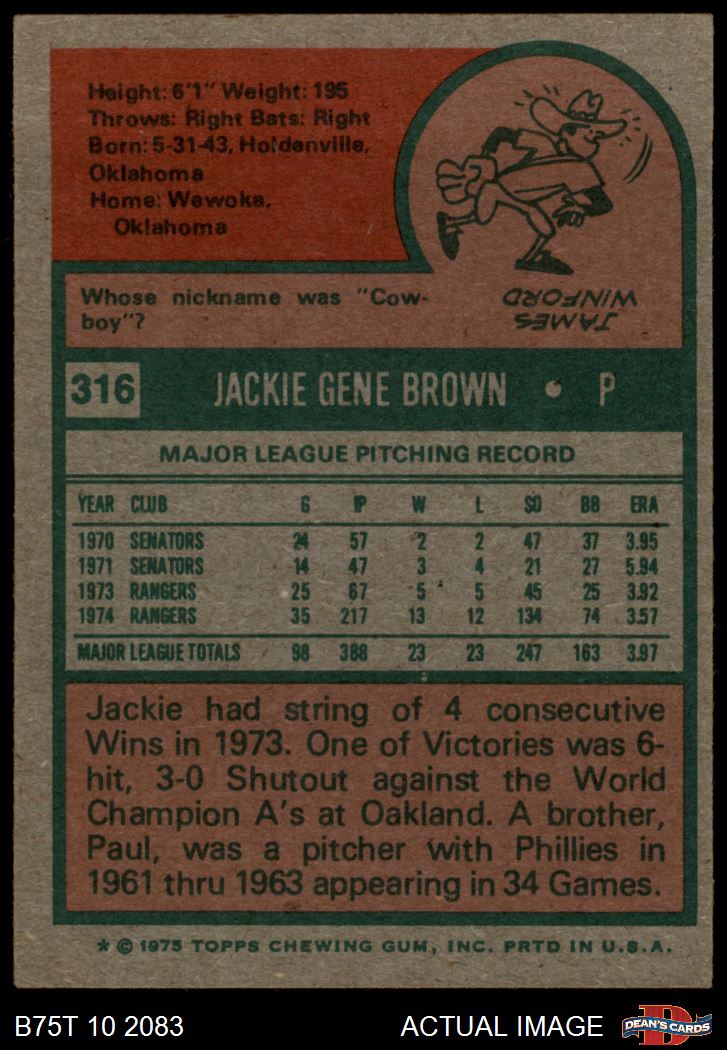 Height: 6'1" Weight: 195
Throws: Right Bats: Right
Born: 5-31-43, Holdenville,
Oklahoma
Home: Wewoka,
Oklahoma
Whose nickname was "Cow-
boy"?
JAMES
WINFORD
316 JACKIE GENE BROWN • P
MAJOR LEAGUE PITCHING RECORD
YEAR CLUB G IP W L SO BB ERA
1970 SENATORS 24 57 2 2 47 37 3.95
1971 SENATORS 14 47 3 4 21 27 5.94
1973 RANGERS 25 67 5 5 45 25 3.92
1974 RANGERS 35 217 13 12 134 74 3.57
MAJOR LEAGUE TOTALS 98 388 23 23 247 163 3.97
Jackie had string of 4 consecutive
Wins in 1973. One of Victories was 6-
hit, 3-0 Shutout against the World
Champion A's at Oakland. A brother,
Paul, was a pitcher with Phillies in
1961 thru 1963 appearing in 34 Games.
* © 1975 TOPPS CHEWING GUM, INC. PRTD IN U.S.A.
B75T 10 2083 ACTUAL IMAGE D DEAN'S CARDS